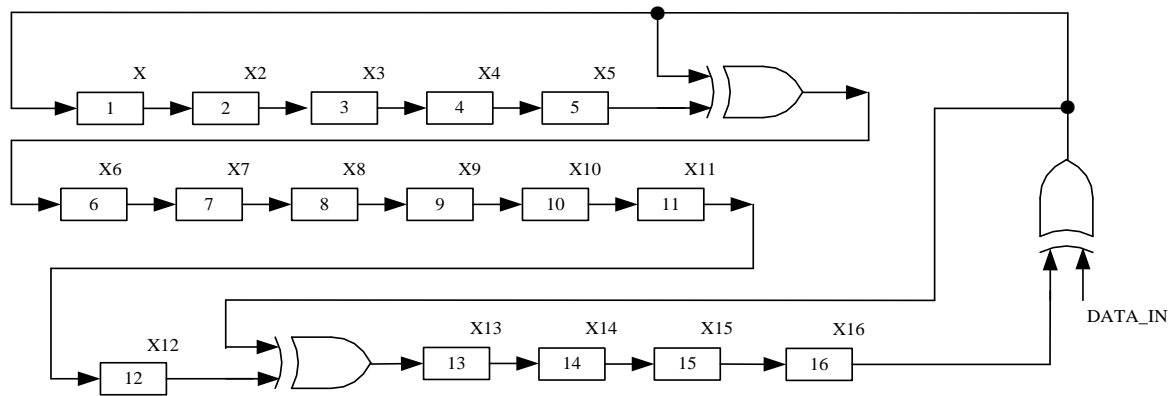 X X2 X3 X4 X5
1 2 3 4 5
X6 X7 X8 X9 X10 X11
6 7 8 9 10 11
DATA_IN
X12 X13 X14 X15 X16
12 13 14 15 16